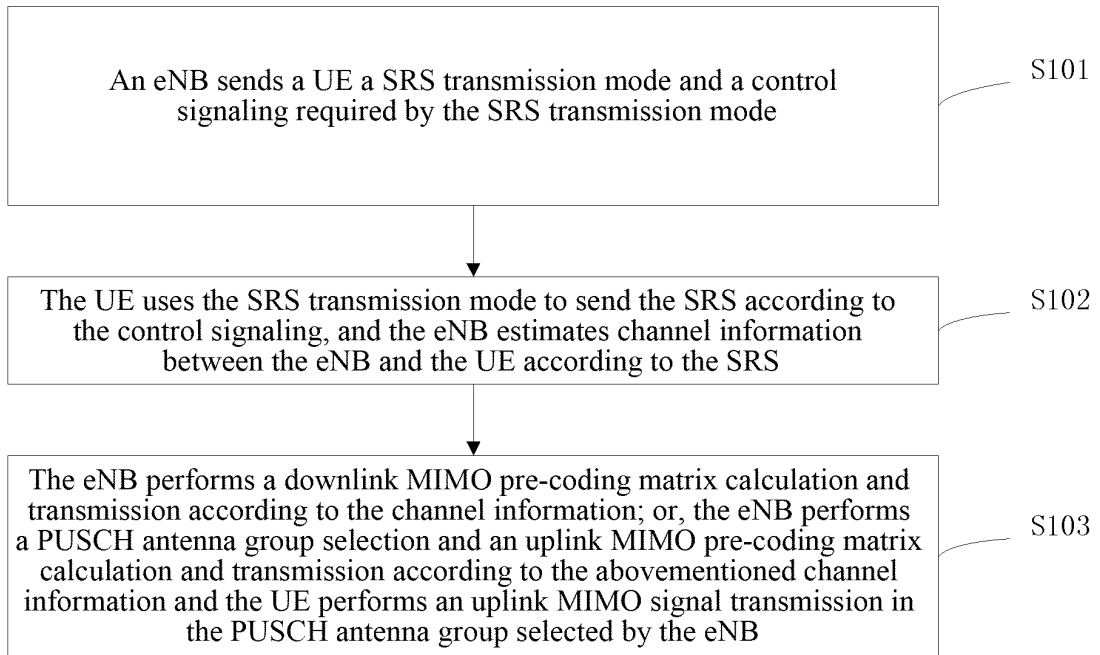 An eNB sends a UE a SRS transmission mode and a control
signaling required by the SRS transmission mode
S101
The UE uses the SRS transmission mode to send the SRS according to
the control signaling, and the eNB estimates channel information
between the eNB and the UE according to the SRS
S102
The eNB performs a downlink MIMO pre-coding matrix calculation and
transmission according to the channel information; or, the eNB performs
a PUSCH antenna group selection and an uplink MIMO pre-coding matrix
calculation and transmission according to the abovementioned channel
information and the UE performs an uplink MIMO signal transmission in
the PUSCH antenna group selected by the eNB
S103